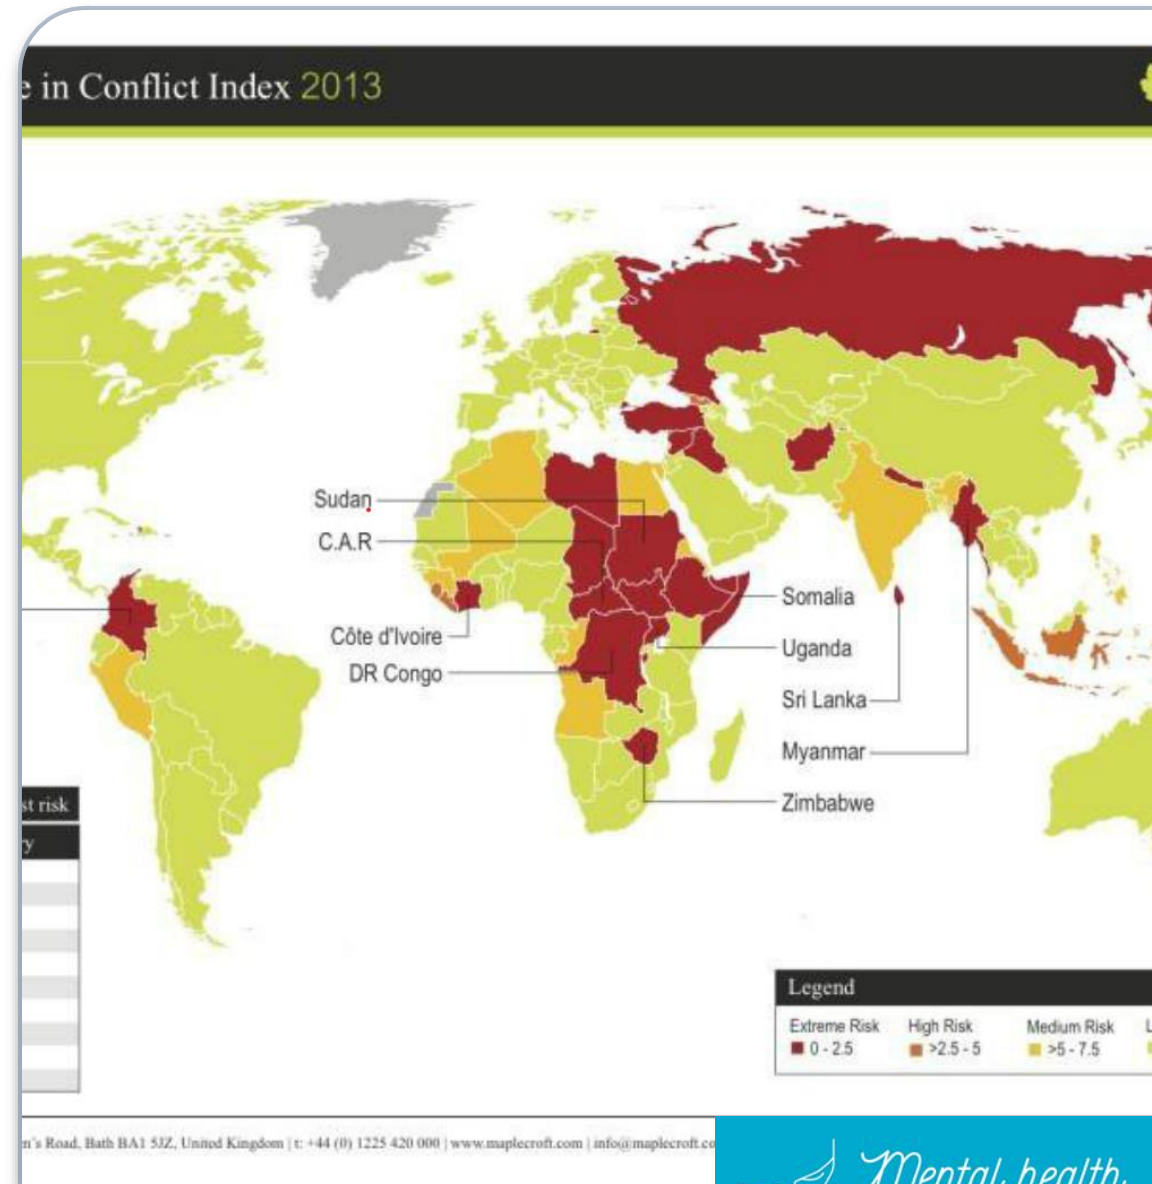 e in Conflict Index 2013
Sudan
C.A.R
Côte d'Ivoire
DR Congo
Somalia
Uganda
Sri Lanka
Myanmar
Zimbabwe
st risk
ry
Legend
Extreme Risk High Risk Medium Risk L
0 - 2.5 >2.5 - 5 >5 - 7.5
n's Road, Bath BA1 5JZ, United Kingdom | t: +44 (0) 1225 420 000 | www.maplecroft.com | info@maplecroft.co
Mental health.